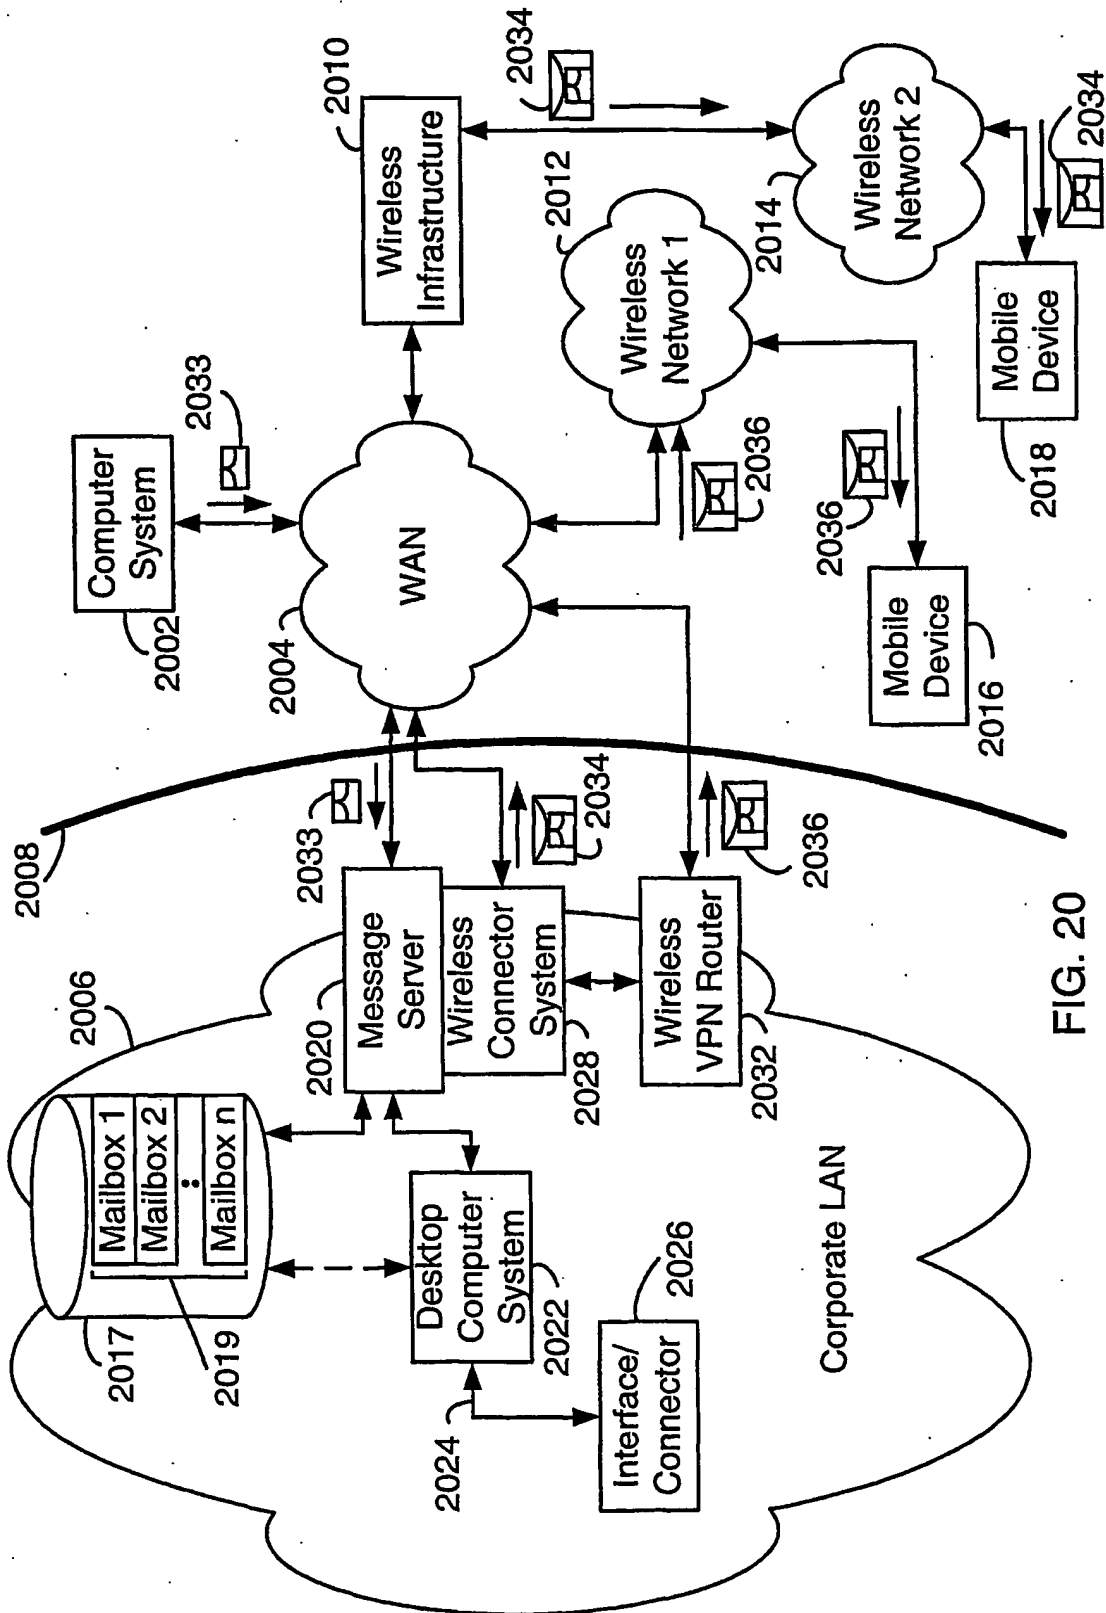 2008
2006
2017
2019
Mailbox 1
Mailbox 2
Mailbox n
2020
Message
Server
2033
Wireless
Connector
System
2028
2034
Wireless
VPN Router
2032
2036
Desktop
Computer
System
2022
2024
2026
Interface/
Connector
Corporate LAN
Computer
System
2002
2033
2004
WAN
2010
Wireless
Infrastructure
2034
2012
Wireless
Network 1
2036
2014
Wireless
Network 2
2034
2036
Mobile
Device
2016
Mobile
Device
2018
FIG. 20